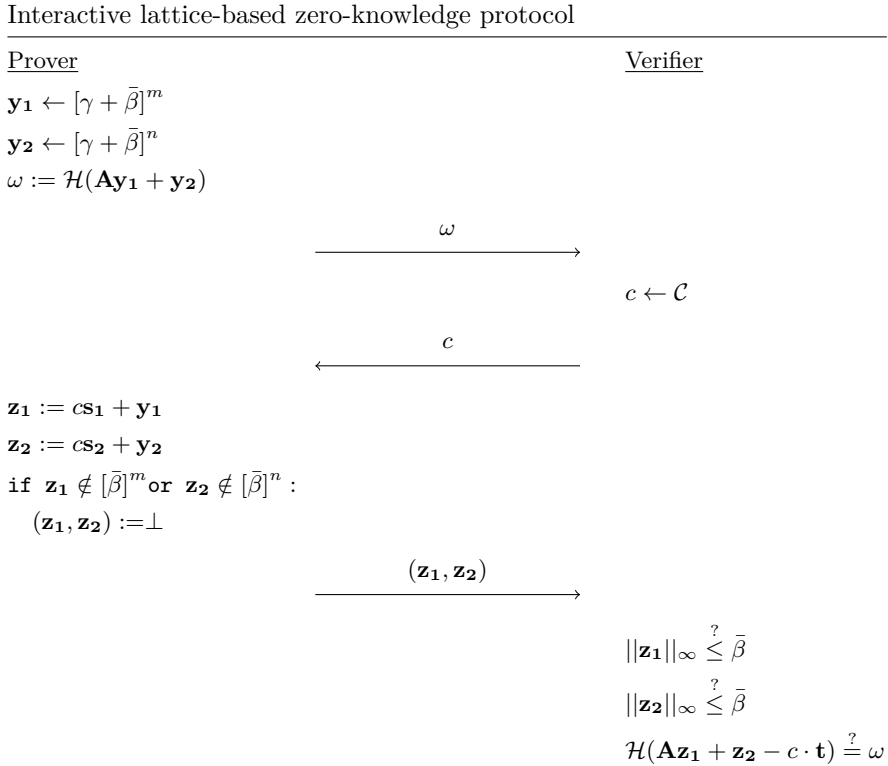 Interactive lattice-based zero-knowledge protocol
Prover Verifier
𝐲𝟏 ← [γ + β̄]ᵐ
𝐲𝟐 ← [γ + β̄]ⁿ
ω := ℋ(𝐀𝐲𝟏 + 𝐲𝟐)
ω
c ← 𝒞
c
𝐳𝟏 := c𝐬𝟏 + 𝐲𝟏
𝐳𝟐 := c𝐬𝟐 + 𝐲𝟐
if 𝐳𝟏 ∉ [β̄]ᵐ or 𝐳𝟐 ∉ [β̄]ⁿ :
(𝐳𝟏, 𝐳𝟐) :=⊥
(𝐳𝟏, 𝐳𝟐)
||𝐳𝟏||∞ ≤? β̄
||𝐳𝟐||∞ ≤? β̄
ℋ(𝐀𝐳𝟏 + 𝐳𝟐 − c · 𝐭) =? ω